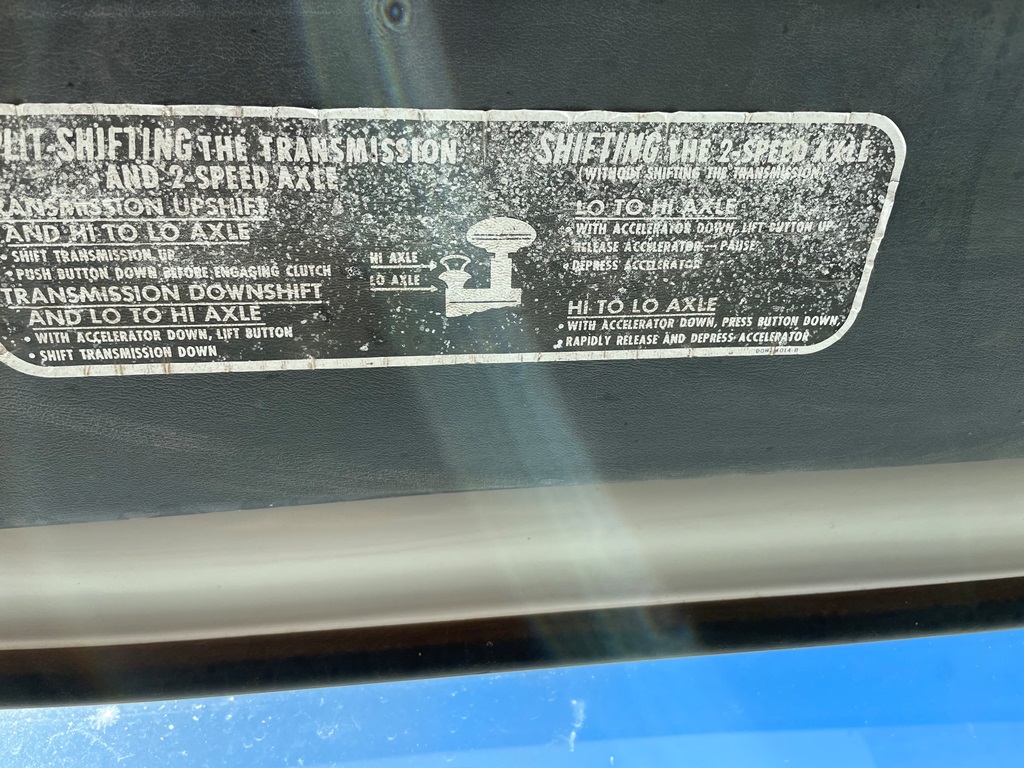 SHIFTING THE TRANSMISSION
AND 2-SPEED AXLE
TRANSMISSION UPSHIFT
AND HI TO LO AXLE
• SHIFT TRANSMISSION UP
• PUSH BUTTON DOWN BEFORE ENGAGING CLUTCH
TRANSMISSION DOWNSHIFT
AND LO TO HI AXLE
• WITH ACCELERATOR DOWN, LIFT BUTTON
• SHIFT TRANSMISSION DOWN
HI AXLE
LO AXLE
SHIFTING THE 2-SPEED AXLE
(WITHOUT SHIFTING THE TRANSMISSION)
LO TO HI AXLE
• WITH ACCELERATOR DOWN, LIFT BUTTON UP
RELEASE ACCELERATOR — PAUSE
• DEPRESS ACCELERATOR
HI TO LO AXLE
• WITH ACCELERATOR DOWN, PRESS BUTTON DOWN,
RAPIDLY RELEASE AND DEPRESS ACCELERATOR